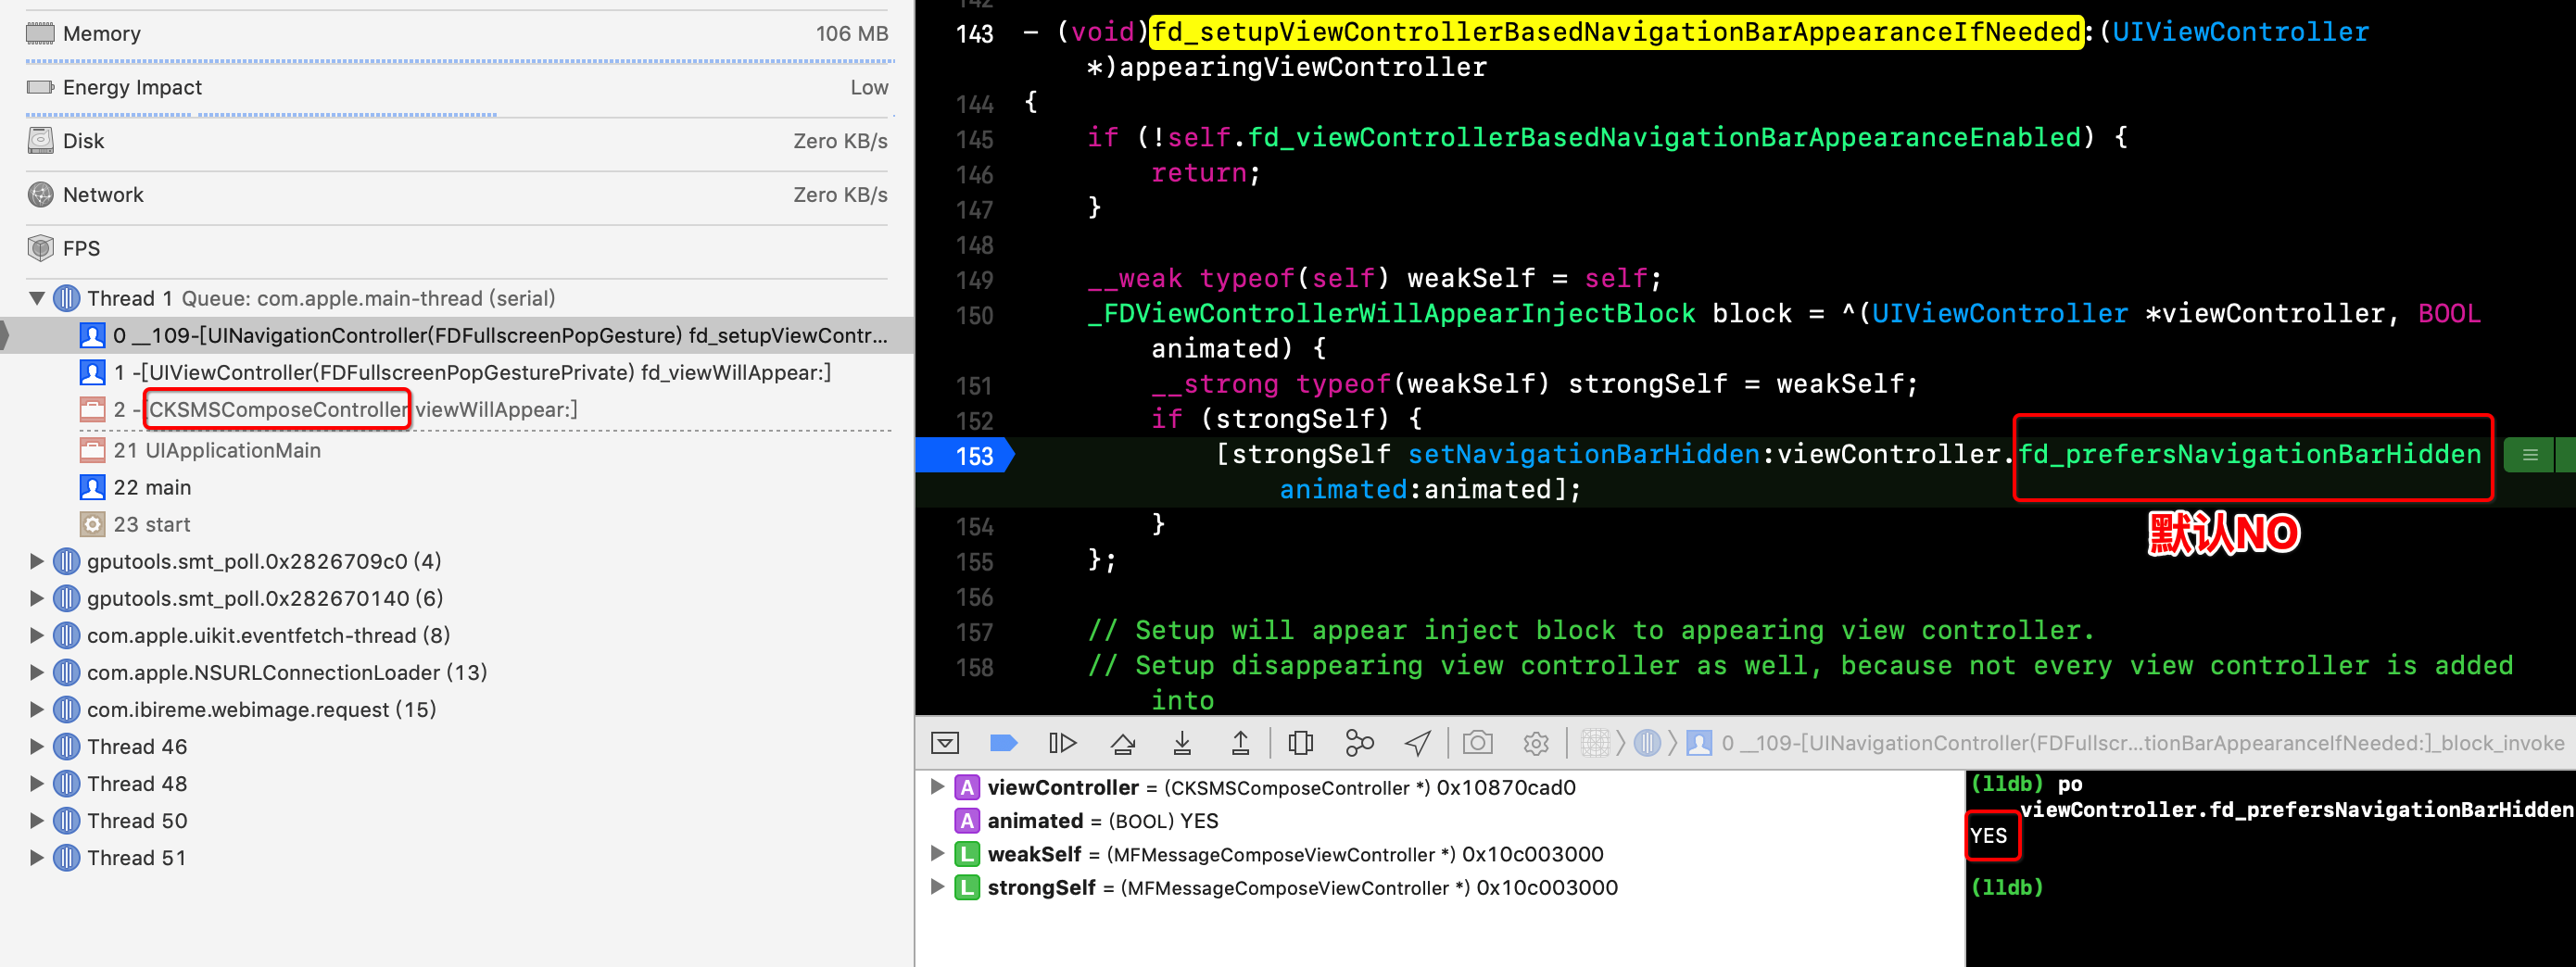 Memory 106 MB
Energy Impact Low
Disk Zero KB/s
Network Zero KB/s
FPS
Thread 1 Queue: com.apple.main-thread (serial)
0 __109-[UINavigationController(FDFullscreenPopGesture) fd_setupViewContr...
1 -[UIViewController(FDFullscreenPopGesturePrivate) fd_viewWillAppear:]
2 -[CKSMSComposeController viewWillAppear:]
21 UIApplicationMain
22 main
23 start
gputools.smt_poll.0x2826709c0 (4)
gputools.smt_poll.0x282670140 (6)
com.apple.uikit.eventfetch-thread (8)
com.apple.NSURLConnectionLoader (13)
com.ibireme.webimage.request (15)
Thread 46
Thread 48
Thread 50
Thread 51
142
143 - (void)fd_setupViewControllerBasedNavigationBarAppearanceIfNeeded:(UIViewController
*)appearingViewController
144 {
145 if (!self.fd_viewControllerBasedNavigationBarAppearanceEnabled) {
146 return;
147 }
148
149 __weak typeof(self) weakSelf = self;
150 _FDViewControllerWillAppearInjectBlock block = ^(UIViewController *viewController, BOOL
animated) {
151 __strong typeof(weakSelf) strongSelf = weakSelf;
152 if (strongSelf) {
153 [strongSelf setNavigationBarHidden:viewController.fd_prefersNavigationBarHidden
animated:animated];
154 }
默认NO
155 };
156
157 // Setup will appear inject block to appearing view controller.
158 // Setup disappearing view controller as well, because not every view controller is added
into
0 __109-[UINavigationController(FDFullscr...tionBarAppearanceIfNeeded:]_block_invoke
A viewController = (CKSMSComposeController *) 0x10870cad0
A animated = (BOOL) YES
L weakSelf = (MFMessageComposeViewController *) 0x10c003000
L strongSelf = (MFMessageComposeViewController *) 0x10c003000
(lldb) po
viewController.fd_prefersNavigationBarHidden
YES
(lldb)